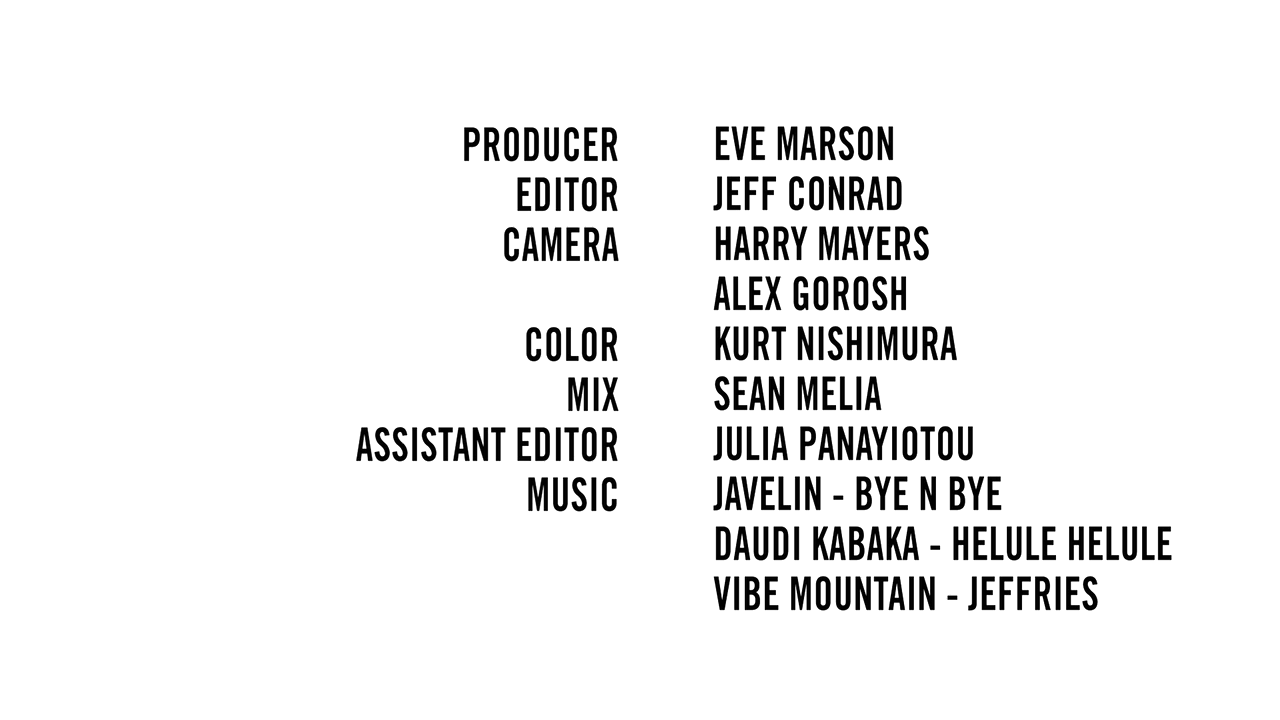 PRODUCER EVE MARSON
EDITOR JEFF CONRAD
CAMERA HARRY MAYERS
ALEX GOROSH
COLOR KURT NISHIMURA
MIX SEAN MELIA
ASSISTANT EDITOR JULIA PANAYIOTOU
MUSIC JAVELIN - BYE N BYE
DAUDI KABAKA - HELULE HELULE
VIBE MOUNTAIN - JEFFRIES